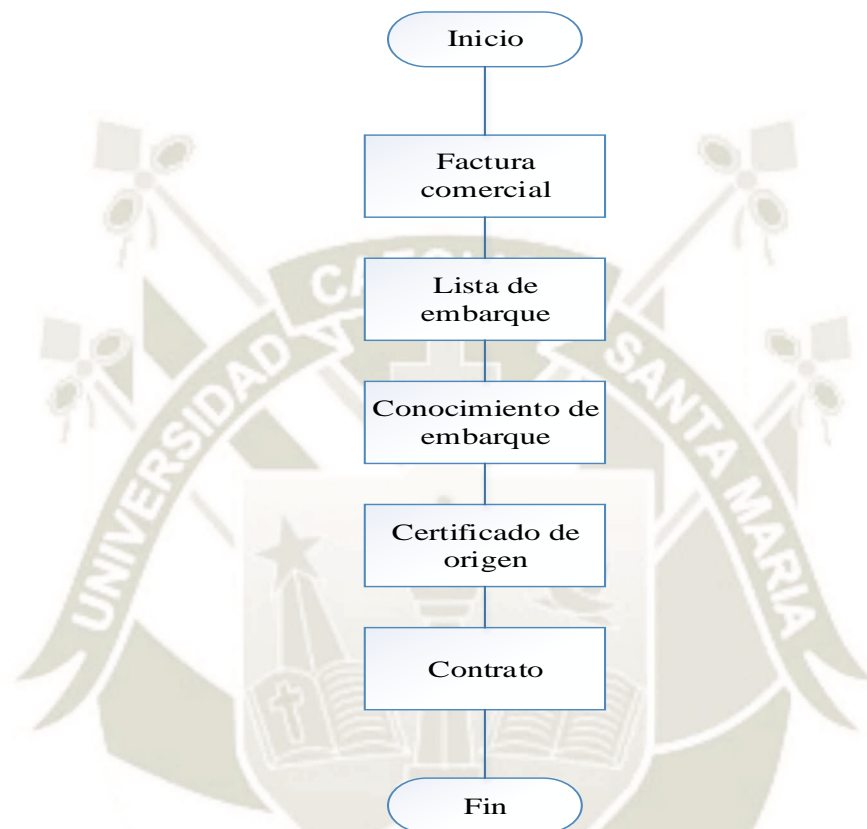 Inicio
Factura
comercial
Lista de
embarque
Conocimiento de
embarque
Certificado de
origen
Contrato
Fin
UNIVERSIDAD
SANTA MARIA